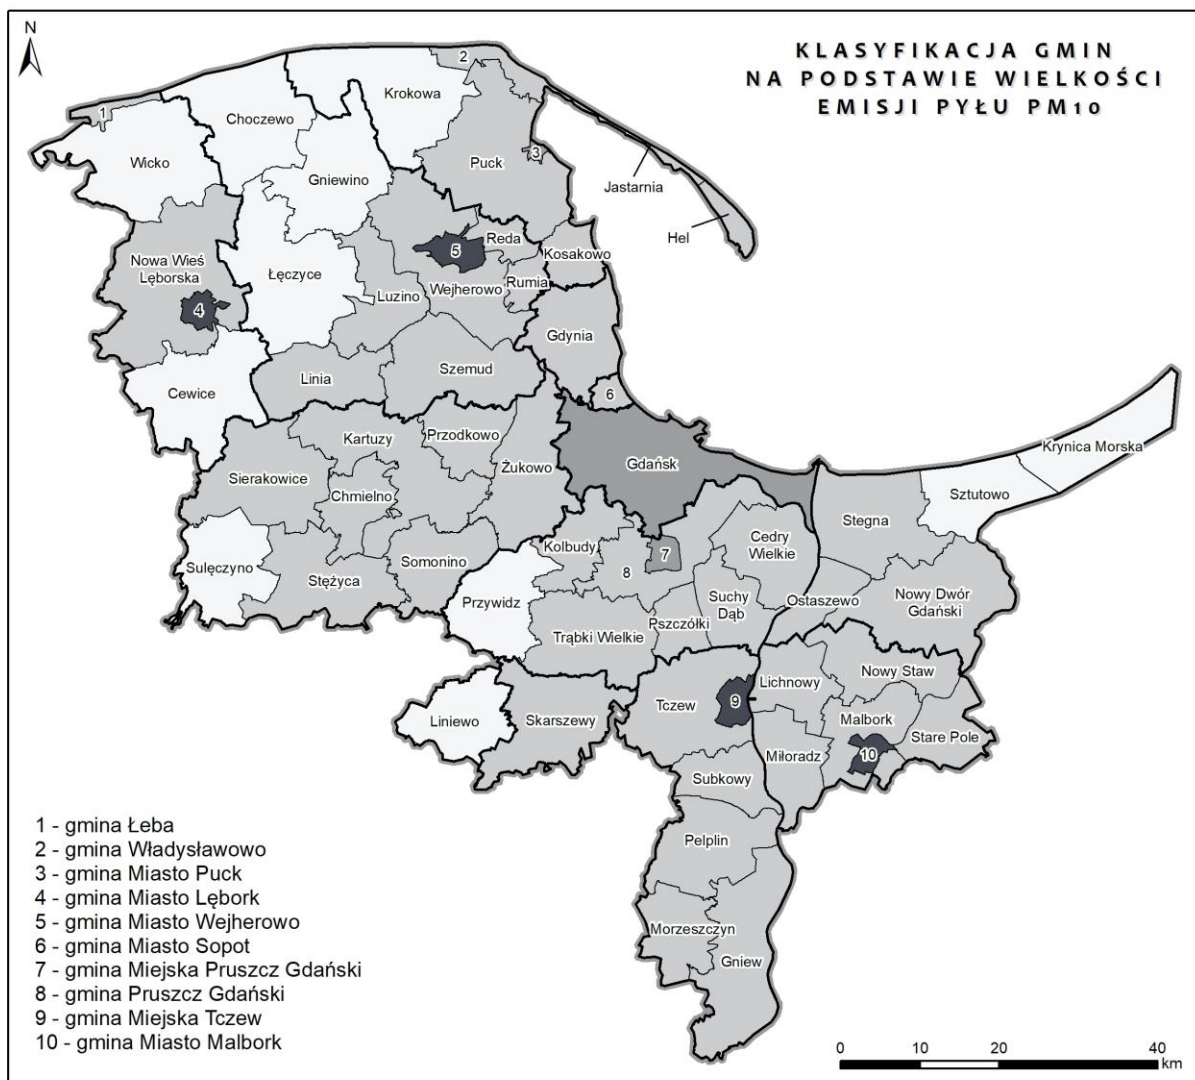 N
KLASYFIKACJA GMIN
NA PODSTAWIE WIELKOŚCI
EMISJI PYŁU PM10
2
Krokowa
1
Choczewo
Wicko
Puck
3
Gniewino
Jastarnia
Hel
Reda
5
Kosakowo
Nowa Wieś
Lęborska
Łęczyce
Luzino
Wejherowo
Rumia
4
Gdynia
Szemud
Linia
Cewice
6
Kartuzy
Przodkowo
Krynica Morska
Gdańsk
Żukowo
Sierakowice
Chmielno
Sztutowo
Stegna
Cedry
Wielkie
Kolbudy
7
Somonino
Sulęczyno
8
Stężyca
Przywidz
Suchy
Dąb
Ostaszewo
Nowy Dwór
Gdański
Pszczółki
Trąbki Wielkie
Nowy Staw
Lichnowy
Tczew
9
Liniewo
Skarszewy
Malbork
Stare Pole
10
Miłoradz
Subkowy
Pelplin
Morzeszczyn
Gniew
1 - gmina Łeba
2 - gmina Władysławowo
3 - gmina Miasto Puck
4 - gmina Miasto Lębork
5 - gmina Miasto Wejherowo
6 - gmina Miasto Sopot
7 - gmina Miejska Pruszcz Gdański
8 - gmina Pruszcz Gdański
9 - gmina Miejska Tczew
10 - gmina Miasto Malbork
0 10 20 40
km